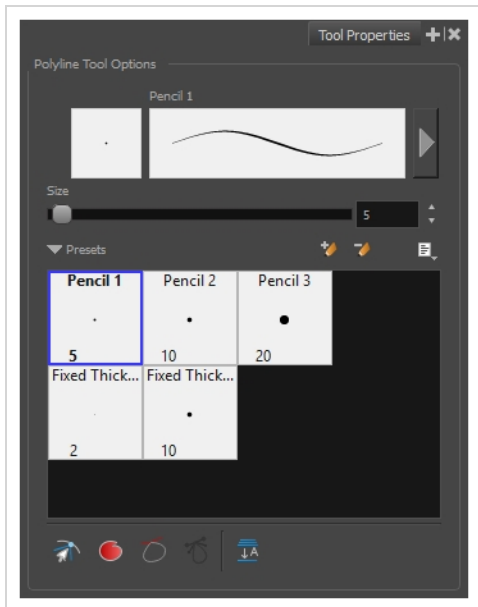 Tool Properties
Polyline Tool Options
Pencil 1
Size
5
Presets
Pencil 1 Pencil 2 Pencil 3
5 10 20
Fixed Thick... Fixed Thick...
2 10
A